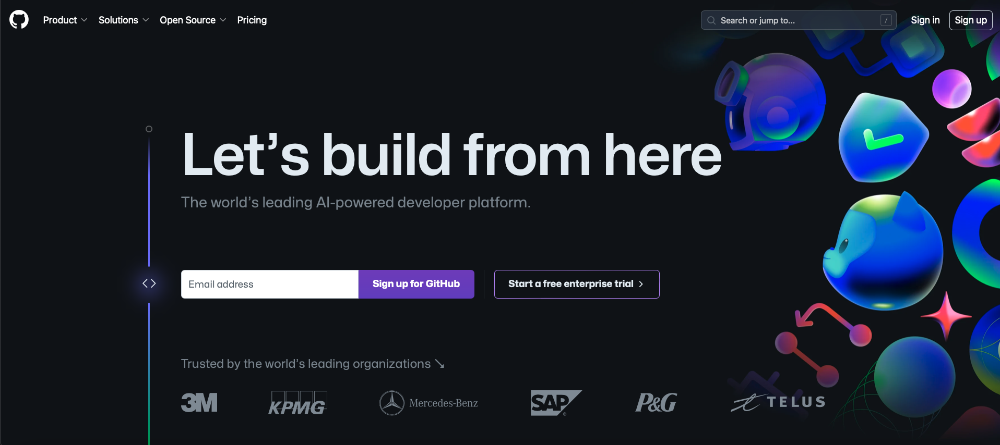 Product Solutions Open Source Pricing Search or jump to... / Sign in Sign up
Let’s build from here
The world’s leading AI-powered developer platform.
Email address Sign up for GitHub Start a free enterprise trial
Trusted by the world’s leading organizations
3M KPMG Mercedes-Benz SAP ® P&G TELUS